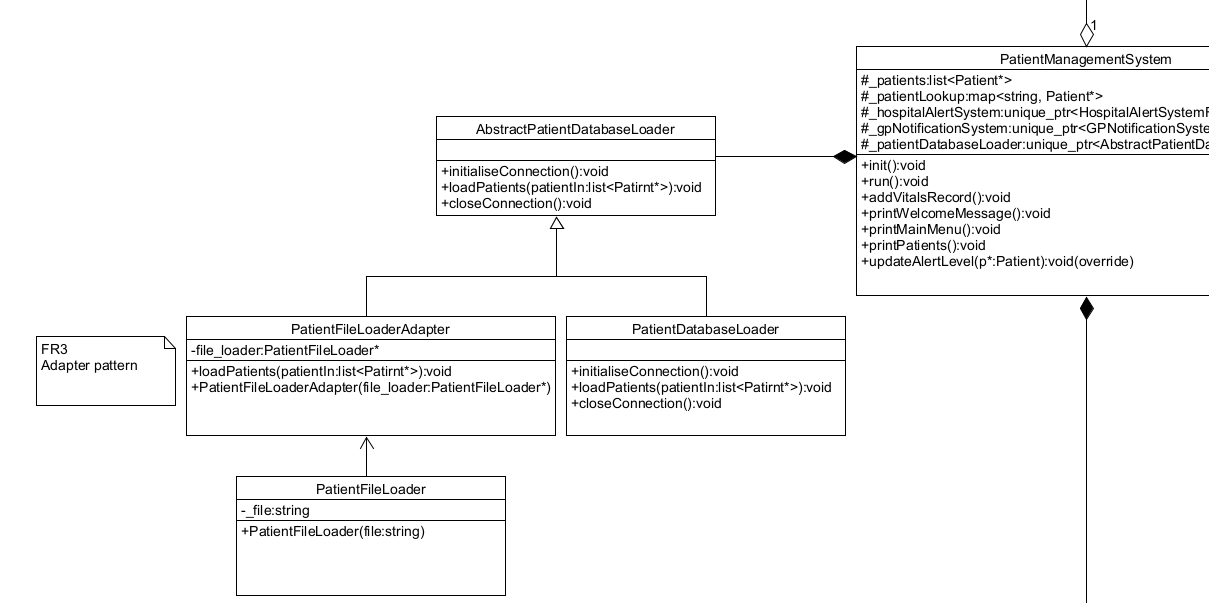 1
PatientManagementSystem
#_patients:list<Patient*>
#_patientLookup:map<string, Patient*>
#_hospitalAlertSystem:unique_ptr<HospitalAlertSystemF
#_gpNotificationSystem:unique_ptr<GPNotificationSyste
#_patientDatabaseLoader:unique_ptr<AbstractPatientDa
+init():void
+run():void
+addVitalsRecord():void
+printWelcomeMessage():void
+printMainMenu():void
+printPatients():void
+updateAlertLevel(p*:Patient):void(override)
AbstractPatientDatabaseLoader
+initialiseConnection():void
+loadPatients(patientIn:list<Patirnt*>):void
+closeConnection():void
FR3
Adapter pattern
PatientFileLoaderAdapter
-file_loader:PatientFileLoader*
+loadPatients(patientIn:list<Patirnt*>):void
+PatientFileLoaderAdapter(file_loader:PatientFileLoader*)
PatientDatabaseLoader
+initialiseConnection():void
+loadPatients(patientIn:list<Patirnt*>):void
+closeConnection():void
PatientFileLoader
-_file:string
+PatientFileLoader(file:string)